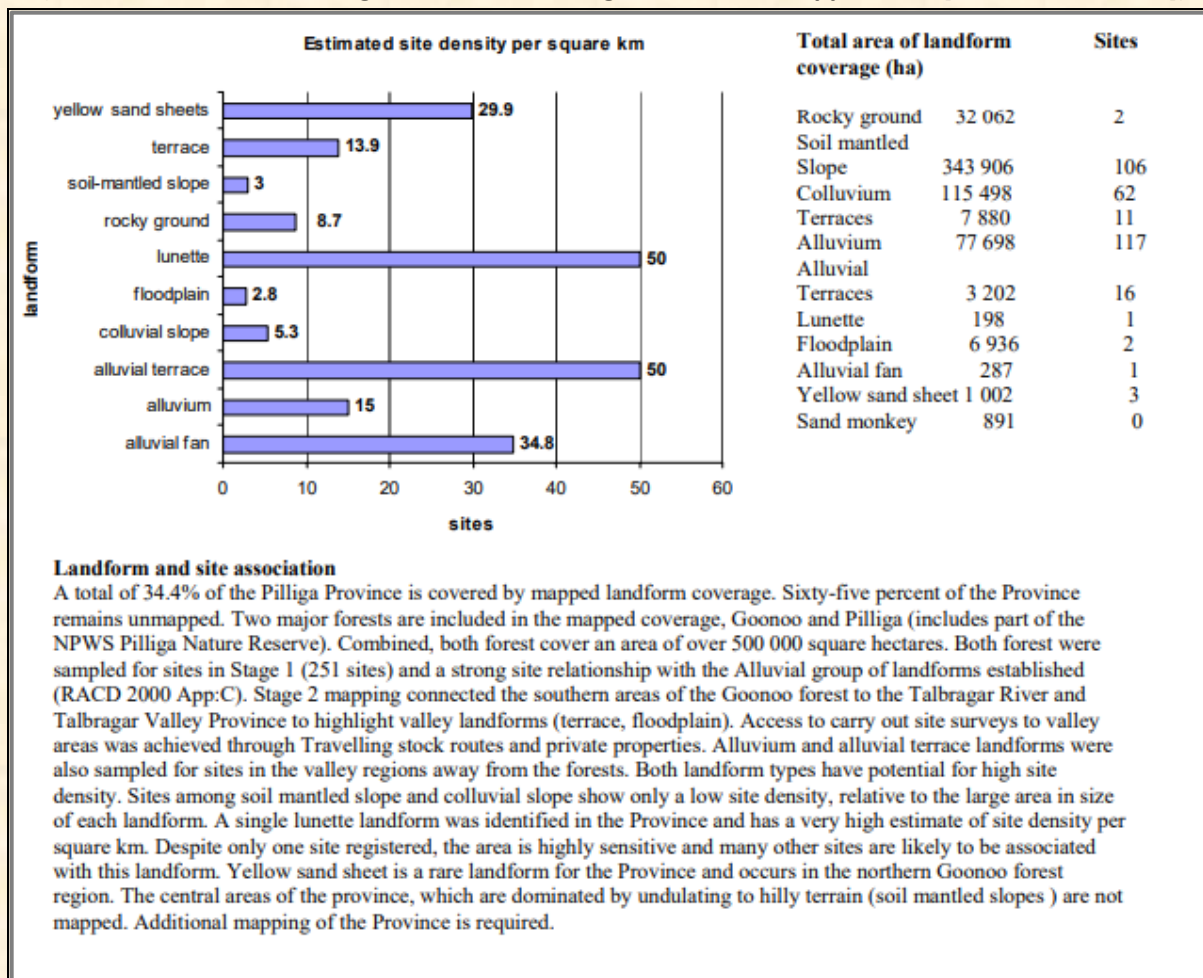 Estimated site density per square km
yellow sand sheets 29.9
terrace 13.9
soil-mantled slope 3
rocky ground 8.7
lunette 50
floodplain 2.8
colluvial slope 5.3
alluvial terrace 50
alluvium 15
alluvial fan 34.8
landform
0 10 20 30 40 50 60
sites
Total area of landform Sites
coverage (ha)
Rocky ground 32 062 2
Soil mantled
Slope 343 906 106
Colluvium 115 498 62
Terraces 7 880 11
Alluvium 77 698 117
Alluvial
Terraces 3 202 16
Lunette 198 1
Floodplain 6 936 2
Alluvial fan 287 1
Yellow sand sheet 1 002 3
Sand monkey 891 0
Landform and site association
A total of 34.4% of the Pilliga Province is covered by mapped landform coverage. Sixty-five percent of the Province
remains unmapped. Two major forests are included in the mapped coverage, Goonoo and Pilliga (includes part of the
NPWS Pilliga Nature Reserve). Combined, both forest cover an area of over 500 000 square hectares. Both forest were
sampled for sites in Stage 1 (251 sites) and a strong site relationship with the Alluvial group of landforms established
(RACD 2000 App:C). Stage 2 mapping connected the southern areas of the Goonoo forest to the Talbragar River and
Talbragar Valley Province to highlight valley landforms (terrace, floodplain). Access to carry out site surveys to valley
areas was achieved through Travelling stock routes and private properties. Alluvium and alluvial terrace landforms were
also sampled for sites in the valley regions away from the forests. Both landform types have potential for high site
density. Sites among soil mantled slope and colluvial slope show only a low site density, relative to the large area in size
of each landform. A single lunette landform was identified in the Province and has a very high estimate of site density per
square km. Despite only one site registered, the area is highly sensitive and many other sites are likely to be associated
with this landform. Yellow sand sheet is a rare landform for the Province and occurs in the northern Goonoo forest
region. The central areas of the province, which are dominated by undulating to hilly terrain (soil mantled slopes ) are not
mapped. Additional mapping of the Province is required.